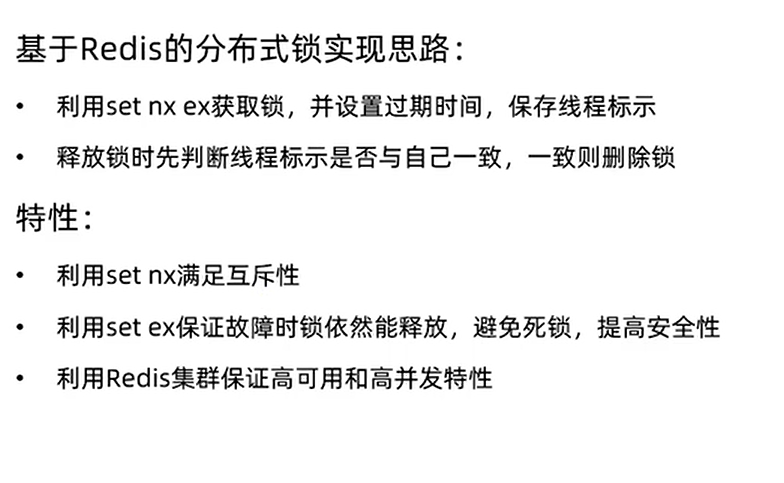 基于Redis的分布式锁实现思路：
• 利用set nx ex获取锁，并设置过期时间，保存线程标示
• 释放锁时先判断线程标示是否与自己一致，一致则删除锁
特性：
• 利用set nx满足互斥性
• 利用set ex保证故障时锁依然能释放，避免死锁，提高安全性
• 利用Redis集群保证高可用和高并发特性